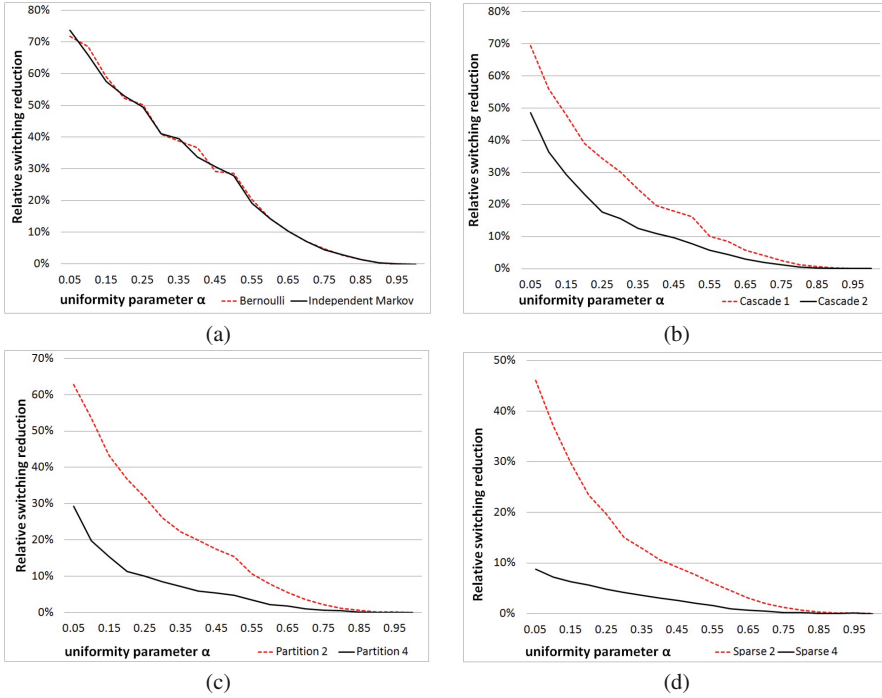 80%
70%
60%
50%
40%
30%
20%
10%
0%
Relative switching reduction
0.05 0.15 0.25 0.35 0.45 0.55 0.65 0.75 0.85 0.95
uniformity parameter α
Bernoulli
Independent Markov
(a)
80%
70%
60%
50%
40%
30%
20%
10%
0%
Relative switching reduction
0.05 0.15 0.25 0.35 0.45 0.55 0.65 0.75 0.85 0.95
uniformity parameter α
Cascade 1
Cascade 2
(b)
70%
60%
50%
40%
30%
20%
10%
0%
Relative switching reduction
0.05 0.15 0.25 0.35 0.45 0.55 0.65 0.75 0.85 0.95
uniformity parameter α
Partition 2
Partition 4
(c)
50%
40%
30%
20%
10%
0%
Relative switching reduction
0.05 0.15 0.25 0.35 0.45 0.55 0.65 0.75 0.85 0.95
uniformity parameter α
Sparse 2
Sparse 4
(d)